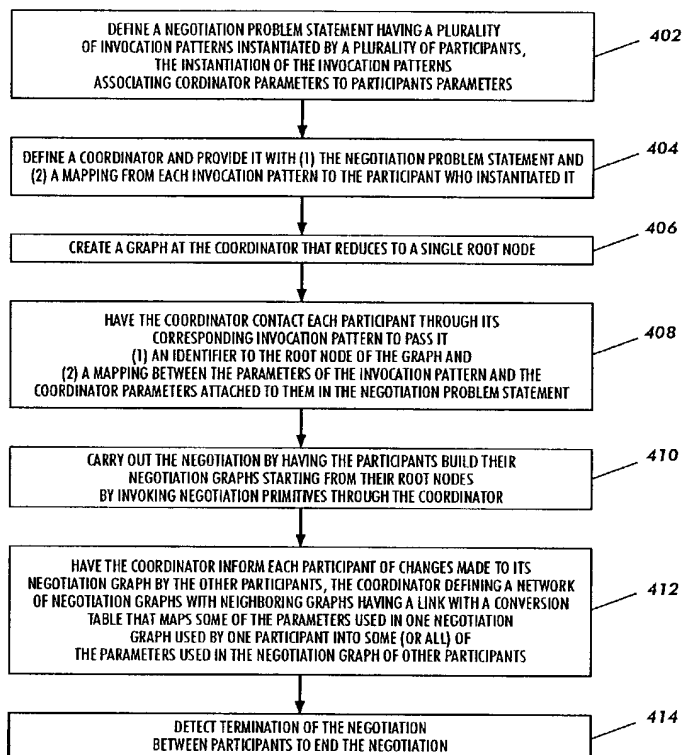 DEFINE A NEGOTIATION PROBLEM STATEMENT HAVING A PLURALITY
OF INVOCATION PATTERNS INSTANTIATED BY A PLURALITY OF PARTICIPANTS,
THE INSTANTIATION OF THE INVOCATION PATTERNS
ASSOCIATING CORDINATOR PARAMETERS TO PARTICIPANTS PARAMETERS
402
DEFINE A COORDINATOR AND PROVIDE IT WITH (1) THE NEGOTIATION PROBLEM STATEMENT AND
(2) A MAPPING FROM EACH INVOCATION PATTERN TO THE PARTICIPANT WHO INSTANTIATED IT
404
CREATE A GRAPH AT THE COORDINATOR THAT REDUCES TO A SINGLE ROOT NODE
406
HAVE THE COORDINATOR CONTACT EACH PARTICIPANT THROUGH ITS
CORRESPONDING INVOCATION PATTERN TO PASS IT
(1) AN IDENTIFIER TO THE ROOT NODE OF THE GRAPH AND
(2) A MAPPING BETWEEN THE PARAMETERS OF THE INVOCATION PATTERN AND THE
COORDINATOR PARAMETERS ATTACHED TO THEM IN THE NEGOTIATION PROBLEM STATEMENT
408
CARRY OUT THE NEGOTIATION BY HAVING THE PARTICIPANTS BUILD THEIR
NEGOTIATION GRAPHS STARTING FROM THEIR ROOT NODES
BY INVOKING NEGOTIATION PRIMITIVES THROUGH THE COORDINATOR
410
HAVE THE COORDINATOR INFORM EACH PARTICIPANT OF CHANGES MADE TO ITS
NEGOTIATION GRAPH BY THE OTHER PARTICIPANTS, THE COORDINATOR DEFINING A NETWORK
OF NEGOTIATION GRAPHS WITH NEIGHBORING GRAPHS HAVING A LINK WITH A CONVERSION
TABLE THAT MAPS SOME OF THE PARAMETERS USED IN ONE NEGOTIATION
GRAPH USED BY ONE PARTICIPANT INTO SOME (OR ALL) OF
THE PARAMETERS USED IN THE NEGOTIATION GRAPH OF OTHER PARTICIPANTS
412
DETECT TERMINATION OF THE NEGOTIATION
BETWEEN PARTICIPANTS TO END THE NEGOTIATION
414